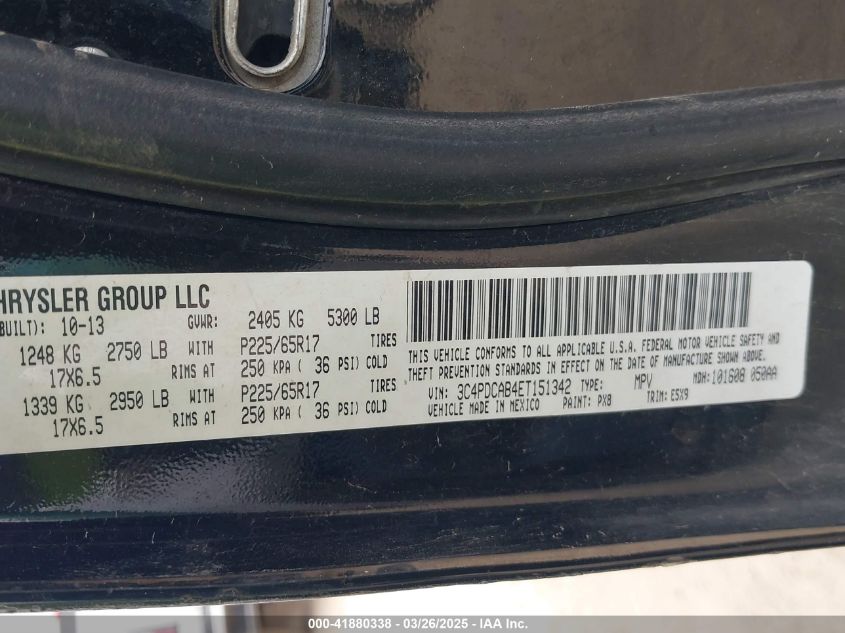 HRYSLER GROUP LLC
BUILT): 10-13 GVWR: 2405 KG 5300 LB
1248 KG 2750 LB WITH P225/65R17 TIRES
17X6.5 RIMS AT 250 KPA ( 36 PSI) COLD
1339 KG 2950 LB WITH P225/65R17 TIRES
17X6.5 RIMS AT 250 KPA ( 36 PSI) COLD
THIS VEHICLE CONFORMS TO ALL APPLICABLE U.S.A. FEDERAL MOTOR VEHICLE SAFETY AND
THEFT PREVENTION STANDARDS IN EFFECT ON THE DATE OF MANUFACTURE SHOWN ABOVE.
VIN: 3C4PDCAB4ET151342 TYPE: MPV MDH: 101608 050AA
VEHICLE MADE IN MEXICO PAINT: PX8 TRIM: E5X9
000-41880338 - 03/26/2025 - IAA Inc.